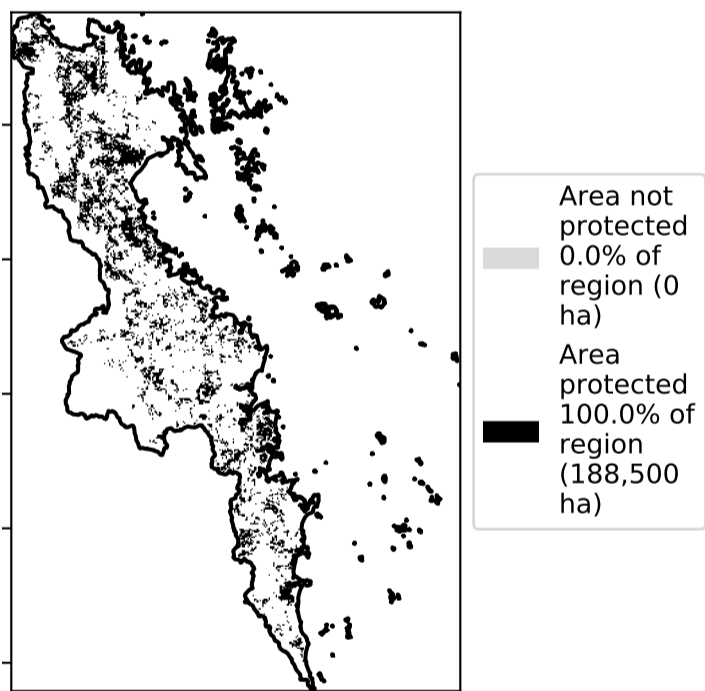 Area not
protected
0.0% of
region (0
ha)
Area
protected
100.0% of
region
(188,500
ha)